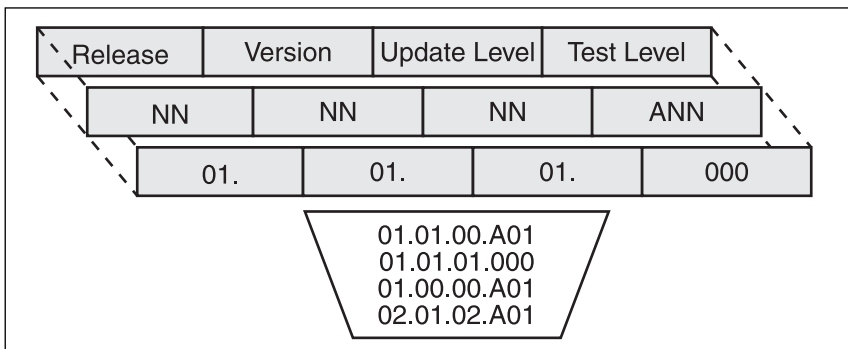 Release Version Update Level Test Level
NN NN NN ANN
01. 01. 01. 000
01.01.00.A01
01.01.01.000
01.00.00.A01
02.01.02.A01